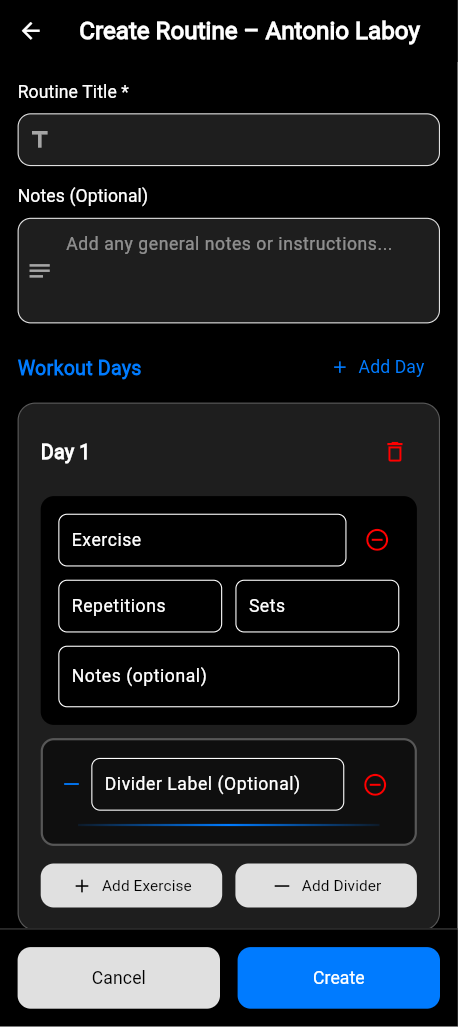 Create Routine – Antonio Laboy
Routine Title *
Notes (Optional)
Add any general notes or instructions...
Workout Days
+ Add Day
Day 1
Exercise
Repetitions
Sets
Notes (optional)
Divider Label (Optional)
+ Add Exercise
— Add Divider
Cancel
Create